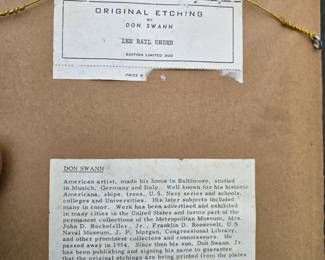 ORIGINAL ETCHING
BY
DON SWANN
LEE RAIL UNDER
EDITION LIMITED 300
PRICE $
DON SWANN
American artist, made his home in Baltimore, studied
in Munich, Germany and Italy. Well known for his historic
Americana, ships, trees, U.S. Navy series and schools,
colleges and Universities. His later subjects included
many in color. Work has been advertised and exhibited
in many cities in the United States and forms part of the
permanent collections of the Metropolitan Museum, Mrs.
John D. Rockefeller, Jr., Franklin D. Roosevelt, U.S.
Naval Museum, J. P. Morgan, Congressional Library,
and other prominent collectors and connoisseurs. He
passed away in 1954. Since then his son, Don Swann, Jr.
has been publishing and signing his name to guarantee
that the original etchings are being printed from the plates